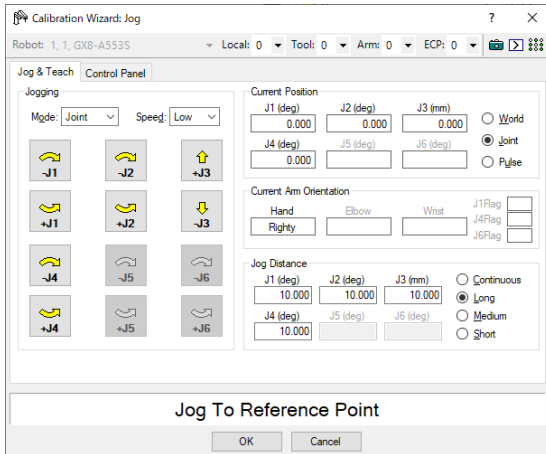 Calibration Wizard: Jog ? ×
Robot: 1, 1, GX8-A553S Local: 0 Tool: 0 Arm: 0 ECP: 0
Jog & Teach Control Panel
Jogging
Mode: Joint Speed: Low
-J1 -J2 +J3
+J1 +J2 -J3
-J4 -J5 -J6
+J4 +J5 +J6
Current Position
J1 (deg) J2 (deg) J3 (mm)
0.000 0.000 0.000
J4 (deg) J5 (deg) J6 (deg)
0.000
World
Joint
Pulse
Current Arm Orientation
Hand Elbow Wrist
Righty
J1Flag
J4Flag
J6Flag
Jog Distance
J1 (deg) J2 (deg) J3 (mm)
10.000 10.000 10.000
J4 (deg) J5 (deg) J6 (deg)
10.000
Continuous
Long
Medium
Short
Jog To Reference Point
OK Cancel